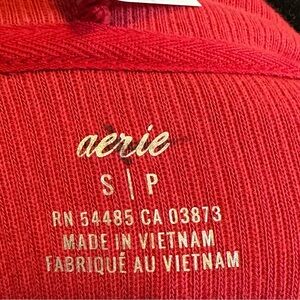 aerie
S | P
RN 54485 CA 03873
MADE IN VIETNAM
FABRIQUÉ AU VIETNAM